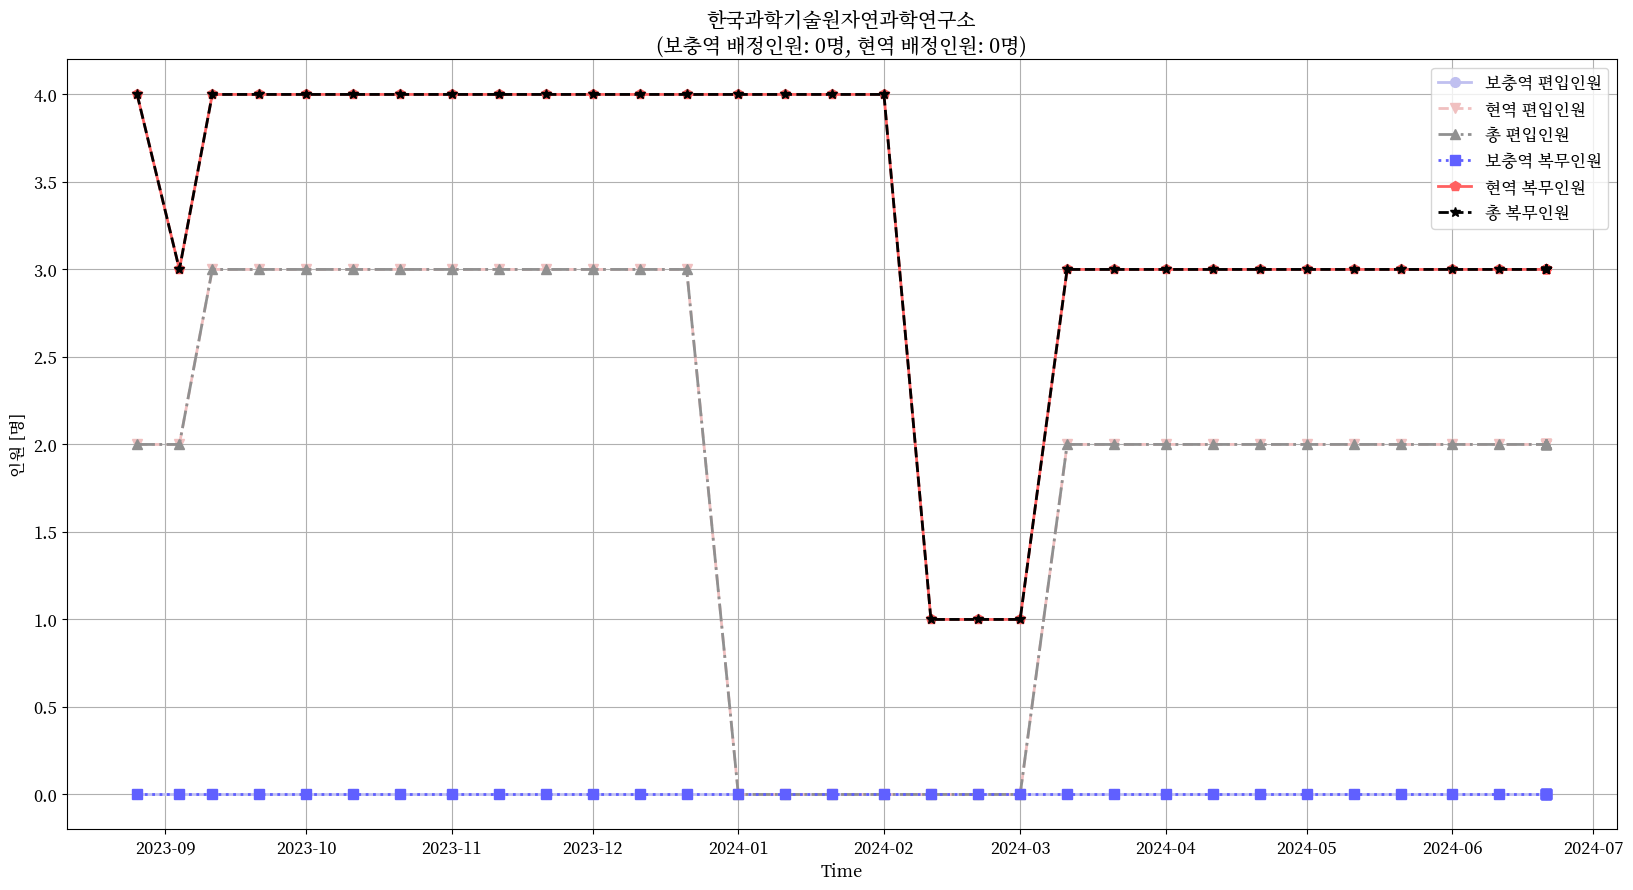 한국과학기술원자연과학연구소
(보충역 배정인원: 0명, 현역 배정인원: 0명)
4.0
3.5
3.0
2.5
2.0
1.5
1.0
0.5
0.0
인원 [명]
보충역 편입인원
현역 편입인원
총 편입인원
보충역 복무인원
현역 복무인원
총 복무인원
2023-09
2023-10
2023-11
2023-12
2024-01
2024-02
2024-03
2024-04
2024-05
2024-06
2024-07
Time